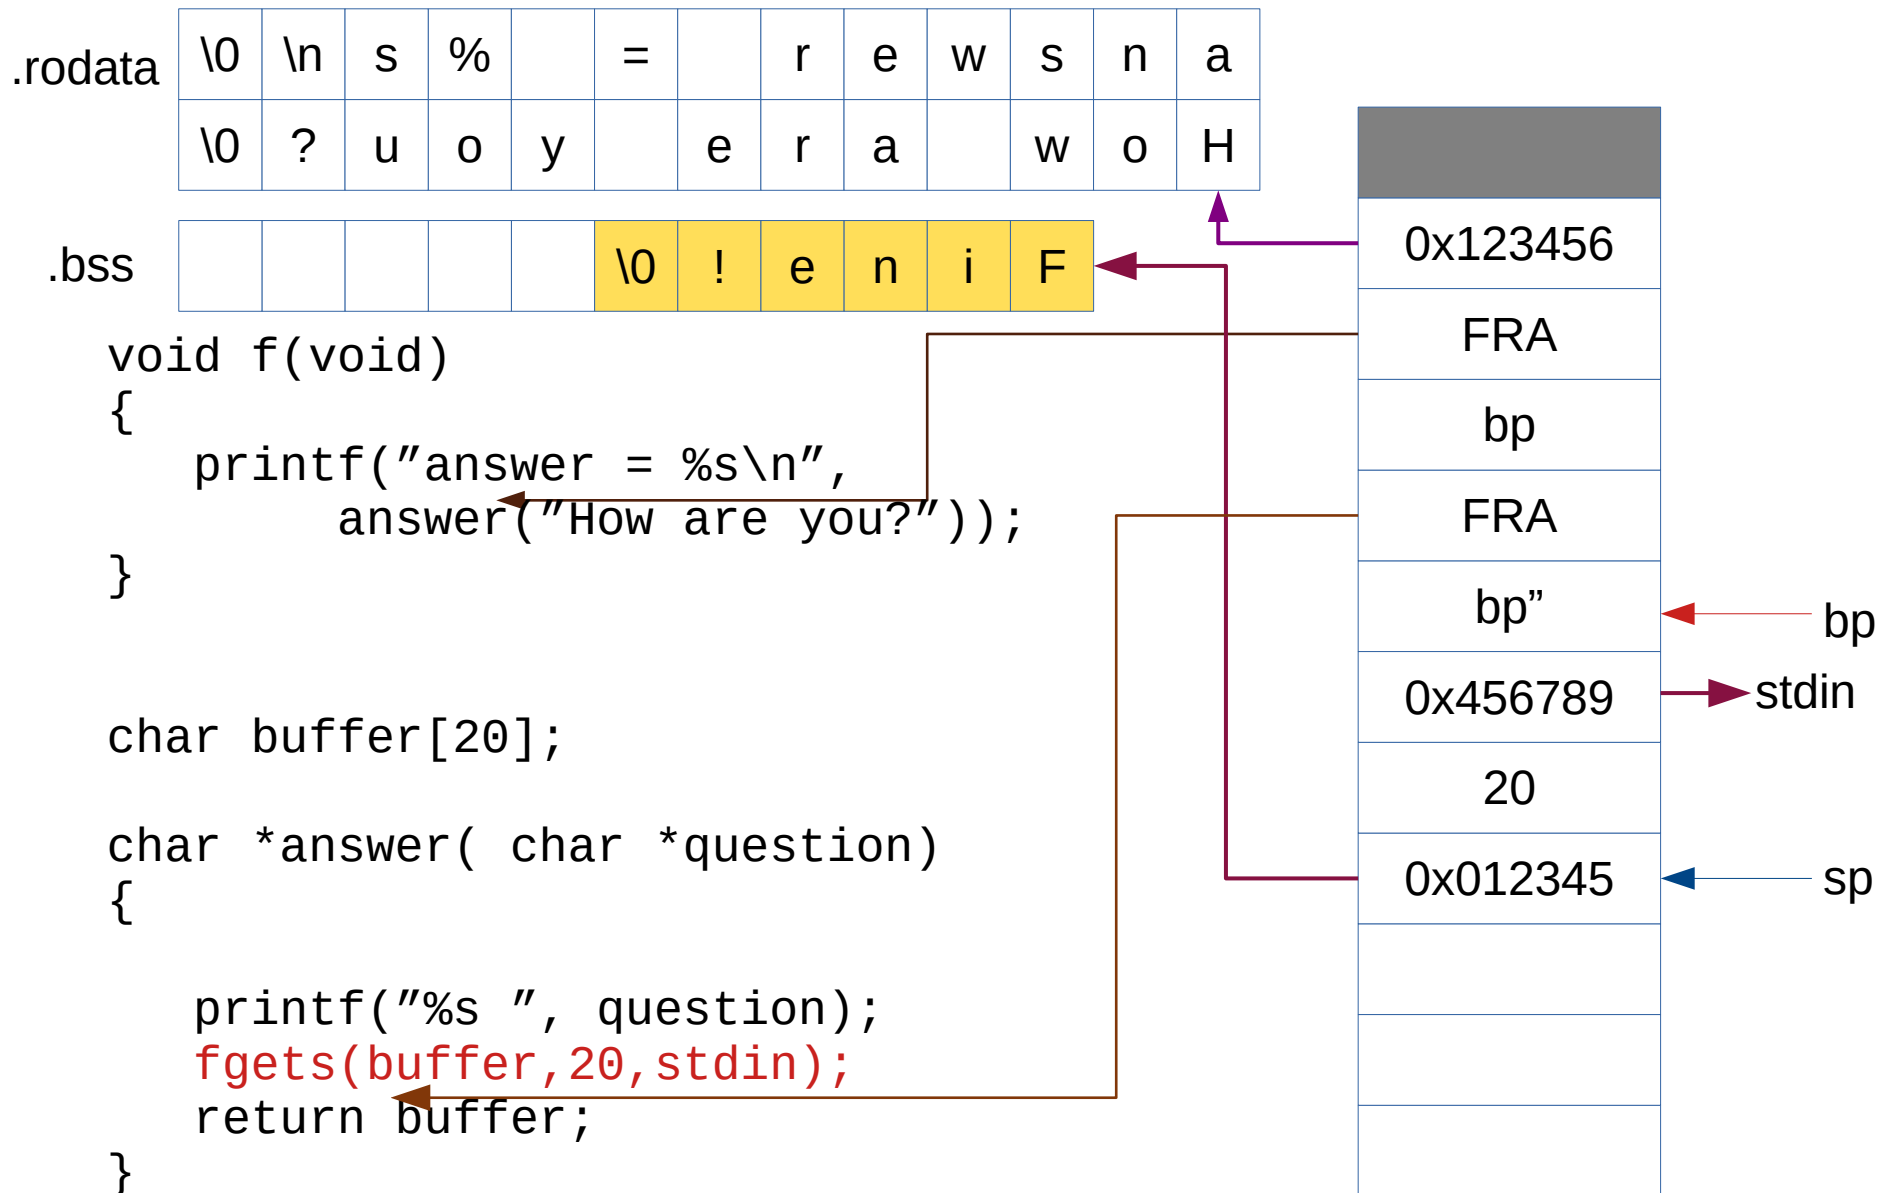 .rodata
\0 \n s % = r e w s n a
\0 ? u o y e r a w o H
.bss
\0 ! e n i F
void f(void)
{
printf(”answer = %s\n”,
answer(”How are you?”));
}
char buffer[20];
char *answer( char *question)
{
printf(”%s ”, question);
fgets(buffer,20,stdin);
return buffer;
}
0x123456
FRA
bp
FRA
bp”
bp
0x456789
stdin
20
0x012345
sp